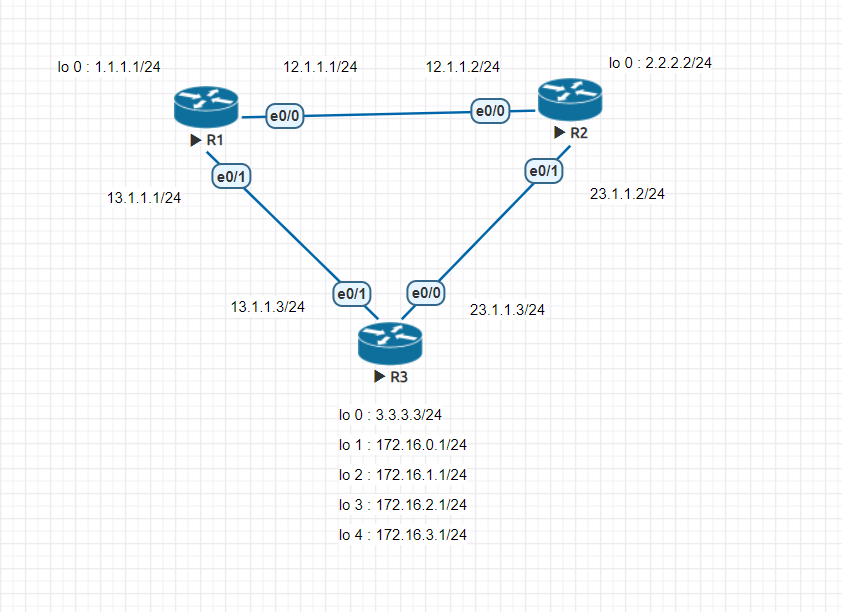 lo 0 : 1.1.1.1/24
12.1.1.1/24
12.1.1.2/24
lo 0 : 2.2.2.2/24
e0/0
e0/0
R1
R2
e0/1
e0/1
13.1.1.1/24
23.1.1.2/24
e0/1
e0/0
13.1.1.3/24
23.1.1.3/24
R3
lo 0 : 3.3.3.3/24
lo 1 : 172.16.0.1/24
lo 2 : 172.16.1.1/24
lo 3 : 172.16.2.1/24
lo 4 : 172.16.3.1/24